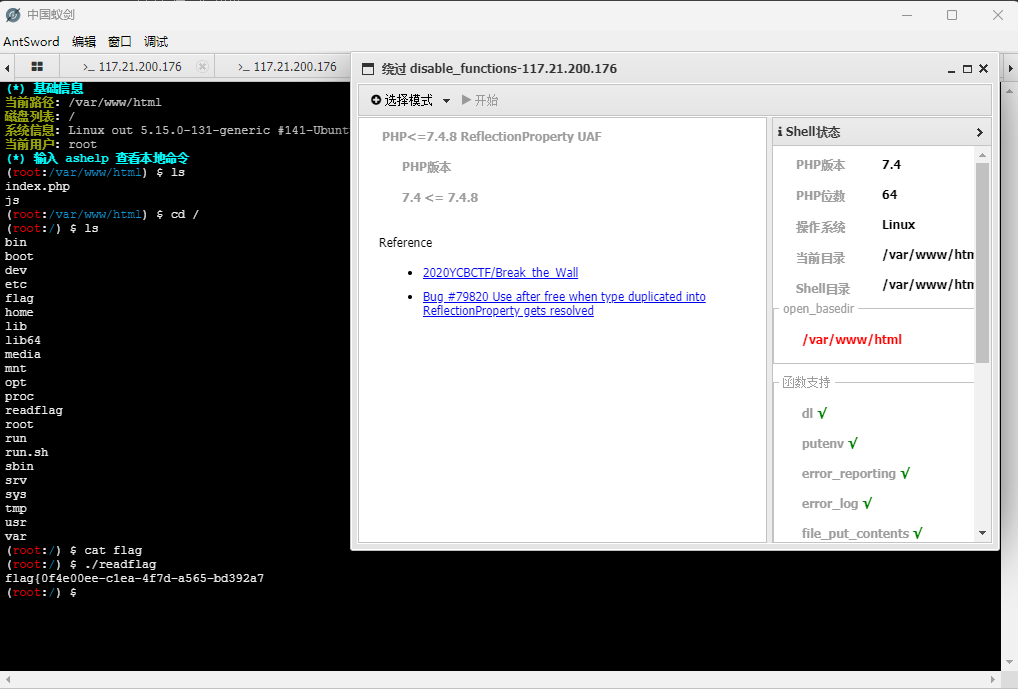 中国蚁剑
AntSword 编辑 窗口 调试
>_ 117.21.200.176
>_ 117.21.200.176
(*) 基础信息
当前路径: /var/www/html
磁盘列表: /
系统信息: Linux out 5.15.0-131-generic #141-Ubunt
当前用户: root
(*) 输入 ashelp 查看本地命令
(root:/var/www/html) $ ls
index.php
js
(root:/var/www/html) $ cd /
(root:/) $ ls
bin
boot
dev
etc
flag
home
lib
lib64
media
mnt
opt
proc
readflag
root
run
run.sh
sbin
srv
sys
tmp
usr
var
(root:/) $ cat flag
(root:/) $ ./readflag
flag{0f4e00ee-c1ea-4f7d-a565-bd392a7
(root:/) $
绕过 disable_functions-117.21.200.176
选择模式 开始
PHP<=7.4.8 ReflectionProperty UAF
PHP版本
7.4 <= 7.4.8
Reference
2020YCBCTF/Break_the_Wall
Bug #79820 Use after free when type duplicated into
ReflectionProperty gets resolved
Shell状态
PHP版本 7.4
PHP位数 64
操作系统 Linux
当前目录 /var/www/htm
Shell目录 /var/www/htm
open_basedir
/var/www/html
函数支持
dl √
putenv √
error_reporting √
error_log √
file_put_contents √